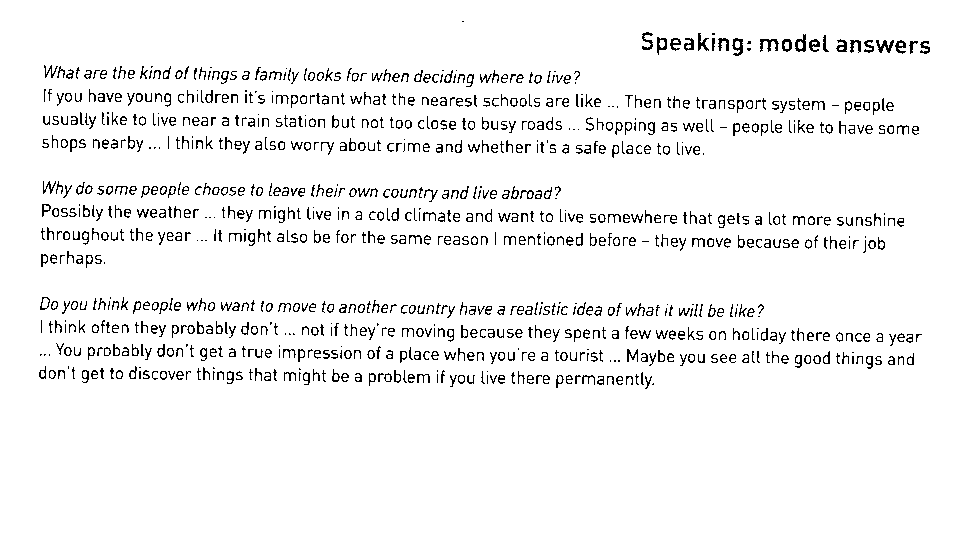 Speaking: model answers
What are the kind of things a family looks for when deciding where to live?
If you have young children it's important what the nearest schools are like ... Then the transport system – people
usually like to live near a train station but not too close to busy roads ... Shopping as well – people like to have some
shops nearby ... I think they also worry about crime and whether it's a safe place to live.
Why do some people choose to leave their own country and live abroad?
Possibly the weather ... they might live in a cold climate and want to live somewhere that gets a lot more sunshine
throughout the year ... It might also be for the same reason I mentioned before – they move because of their job
perhaps.
Do you think people who want to move to another country have a realistic idea of what it will be like?
I think often they probably don't ... not if they're moving because they spent a few weeks on holiday there once a year
... You probably don't get a true impression of a place when you're a tourist ... Maybe you see all the good things and
don't get to discover things that might be a problem if you live there permanently.